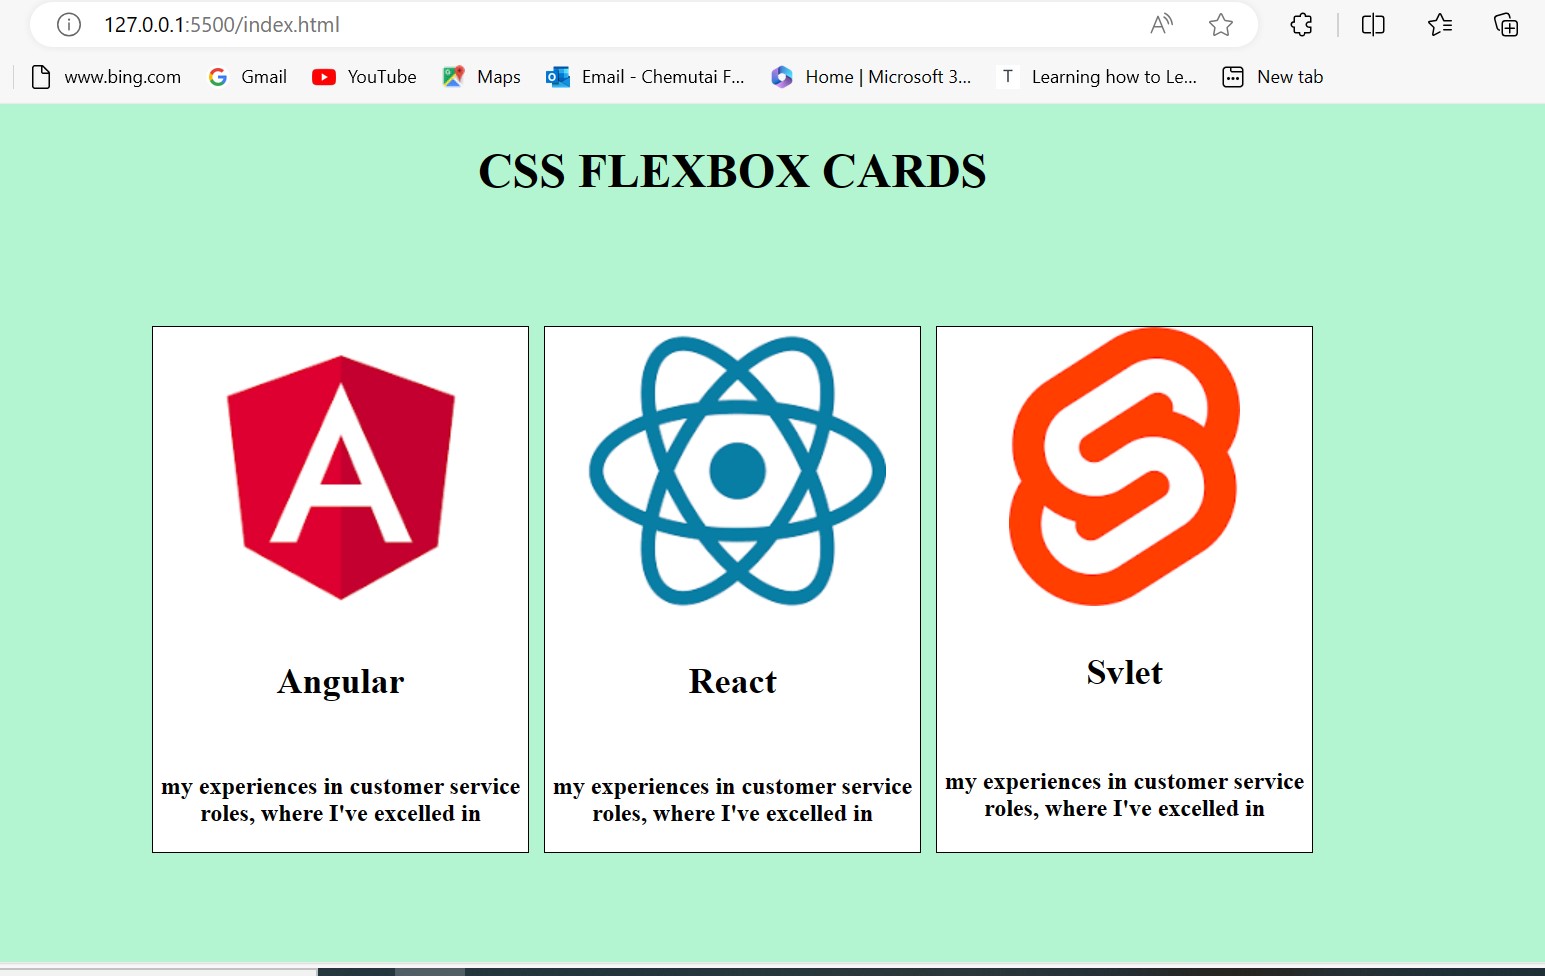 127.0.0.1:5500/index.html
www.bing.com Gmail YouTube Maps Email - Chemutai F... Home | Microsoft 3... T Learning how to Le... New tab
CSS FLEXBOX CARDS
Angular
my experiences in customer service
roles, where I've excelled in
React
my experiences in customer service
roles, where I've excelled in
Svlet
my experiences in customer service
roles, where I've excelled in